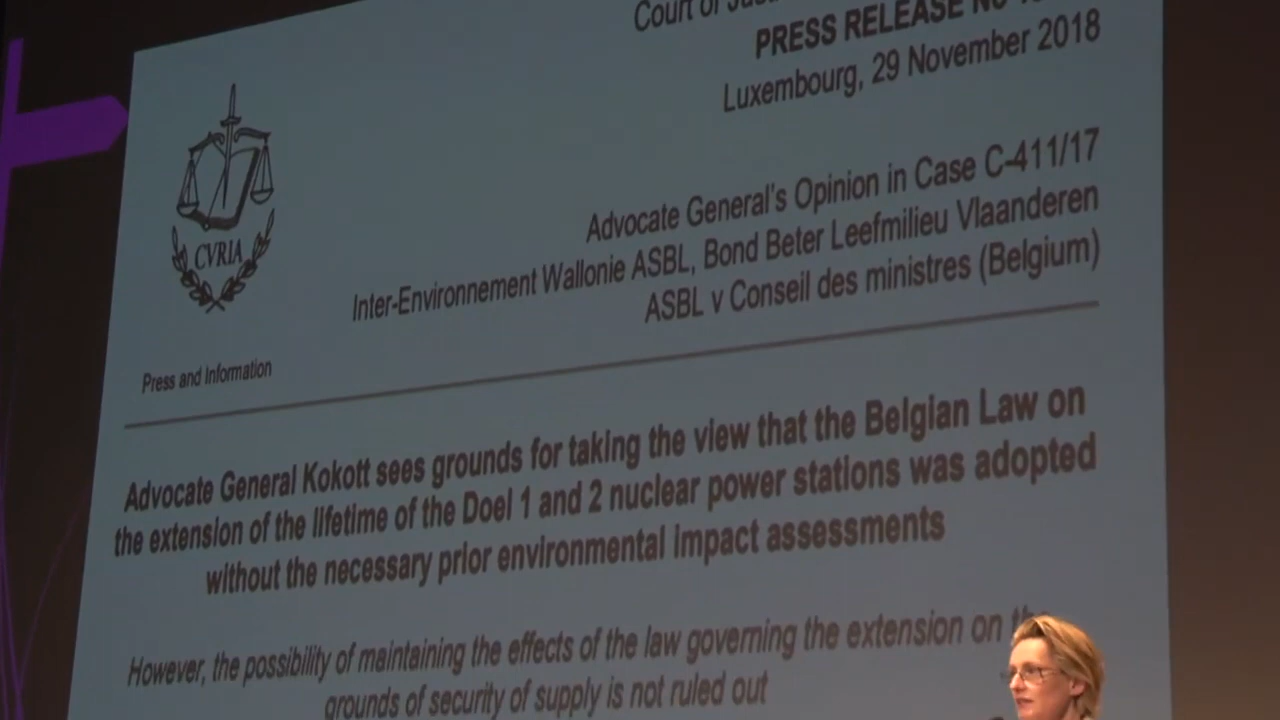 Court of
PRESS RELEASE No
Luxembourg, 29 November 2018
CVRIA
Advocate General's Opinion in Case C-411/17
Inter-Environnement Wallonie ASBL, Bond Beter Leefmilieu Vlaanderen
ASBL v Conseil des ministres (Belgium)
Press and Information
Advocate General Kokott sees grounds for taking the view that the Belgian Law on
the extension of the lifetime of the Doel 1 and 2 nuclear power stations was adopted
without the necessary prior environmental impact assessments
However, the possibility of maintaining the effects of the law governing the extension on the
grounds of security of supply is not ruled out